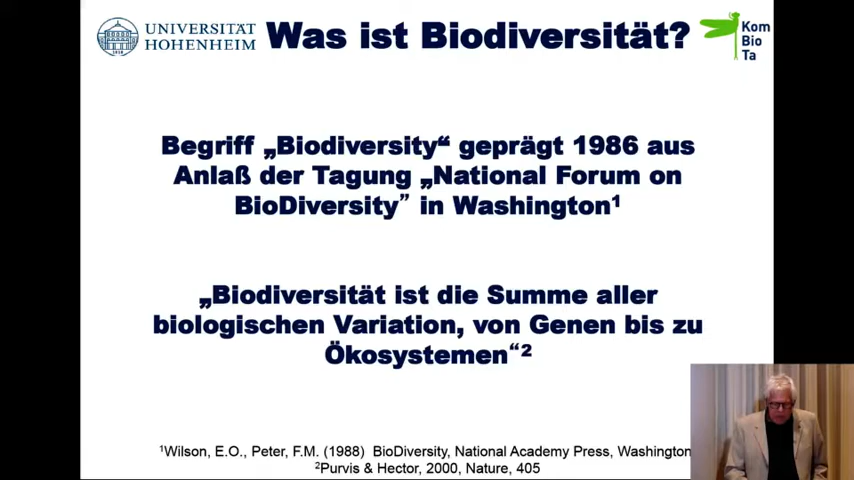 UNIVERSITÄT
HOHENHEIM
1818
Was ist Biodiversität?
Kom
Bio
Ta
Begriff „Biodiversity“ geprägt 1986 aus
Anlaß der Tagung „National Forum on
BioDiversity” in Washington¹
„Biodiversität ist die Summe aller
biologischen Variation, von Genen bis zu
Ökosystemen“²
¹Wilson, E.O., Peter, F.M. (1988) BioDiversity, National Academy Press, Washington
²Purvis & Hector, 2000, Nature, 405